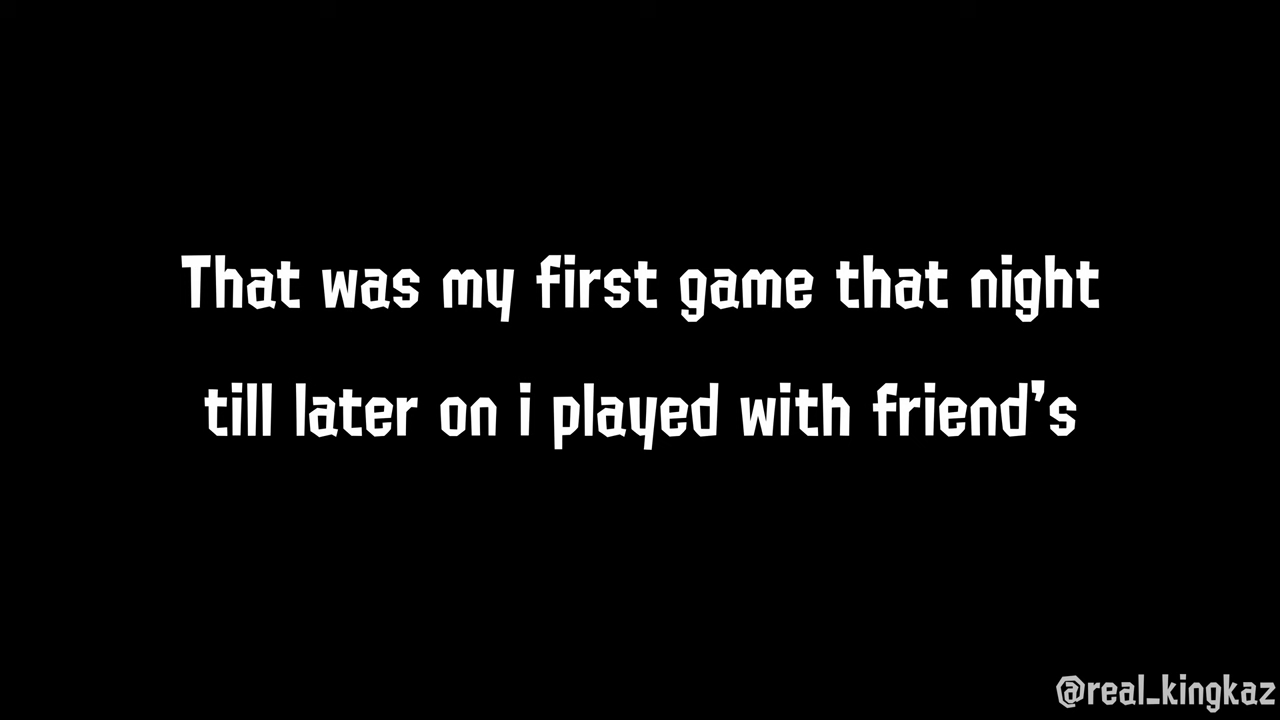 That was my first game that night
till later on i played with friend's
@real_kingkaz